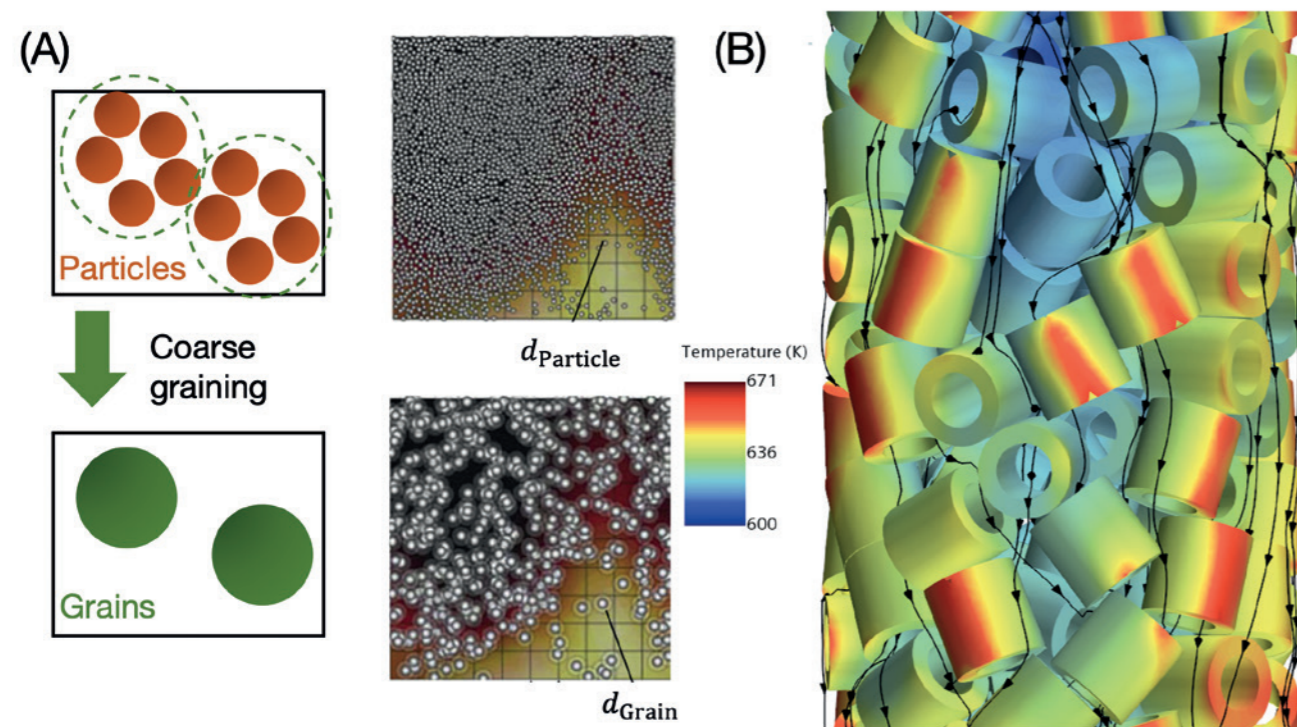 (A)
Particles
Coarse
graining
Grains
d_Particle
d_Grain
Temperature (K)
671
636
600
(B)